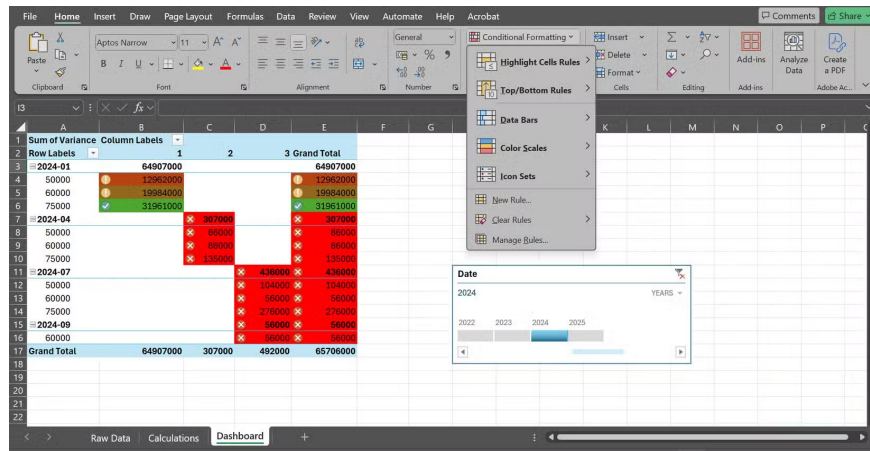 File Home Insert Draw Page Layout Formulas Data Review View Automate Help Acrobat Comments Share
Aptos Narrow 11 A^ A˅ General Conditional Formatting Insert
Paste B I U A % Delete Add-ins Analyze Data Create a PDF
Format
Clipboard Font Alignment Number Cells Editing Add-ins Adobe Ac...
Highlight Cells Rules
Top/Bottom Rules
Data Bars
Color Scales
Icon Sets
New Rule...
Clear Rules
Manage Rules...
I3 fx
A B C D E F G K L M N O P
1 Sum of Variance Column Labels
2 Row Labels 1 2 3 Grand Total
3 2024-01 64907000 64907000
4 50000 12962000 12962000
5 60000 19984000 19984000
6 75000 31961000 31961000
7 2024-04 307000 307000
8 50000 86000 86000
9 60000 86000 86000
10 75000 135000 135000
11 2024-07 436000 436000
12 50000 104000 104000
13 60000 56000 56000
14 75000 276000 276000
15 2024-09 56000 56000
16 60000 56000 56000
17 Grand Total 64907000 307000 492000 65706000
18
19
20
21
22
Date
2024 YEARS
2022 2023 2024 2025
Raw Data Calculations Dashboard +